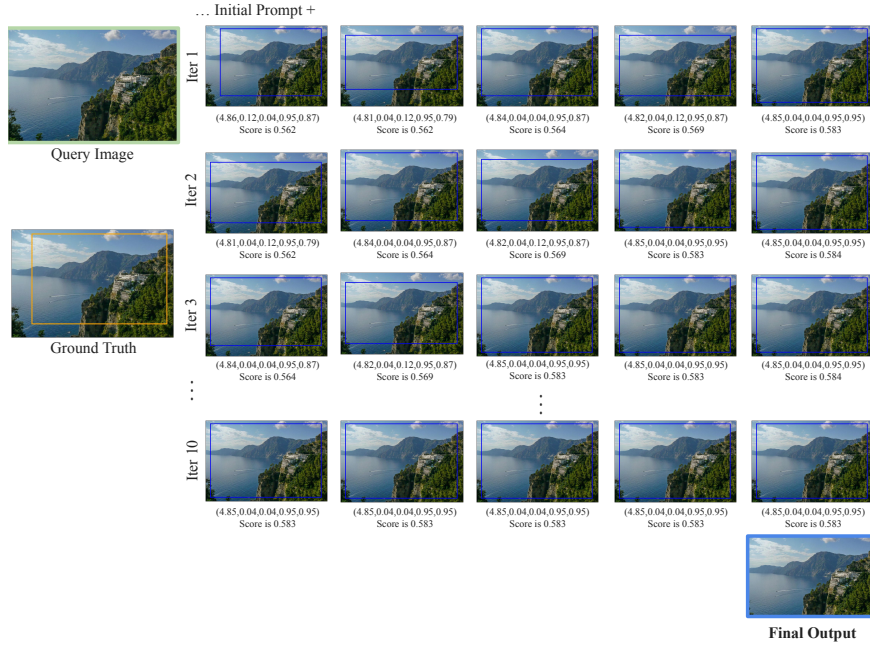 … Initial Prompt +
Iter 1
(4.86,0.12,0.04,0.95,0.87)
Score is 0.562
(4.81,0.04,0.12,0.95,0.79)
Score is 0.562
(4.84,0.04,0.04,0.95,0.87)
Score is 0.564
(4.82,0.04,0.12,0.95,0.87)
Score is 0.569
(4.85,0.04,0.04,0.95,0.95)
Score is 0.583
Query Image
Iter 2
(4.81,0.04,0.12,0.95,0.79)
Score is 0.562
(4.84,0.04,0.04,0.95,0.87)
Score is 0.564
(4.82,0.04,0.12,0.95,0.87)
Score is 0.569
(4.85,0.04,0.04,0.95,0.95)
Score is 0.583
(4.85,0.04,0.04,0.95,0.95)
Score is 0.584
Ground Truth
Iter 3
(4.84,0.04,0.04,0.95,0.87)
Score is 0.564
(4.82,0.04,0.12,0.95,0.87)
Score is 0.569
(4.85,0.04,0.04,0.95,0.95)
Score is 0.583
(4.85,0.04,0.04,0.95,0.95)
Score is 0.583
(4.85,0.04,0.04,0.95,0.95)
Score is 0.584
⋮
⋮
Iter 10
(4.85,0.04,0.04,0.95,0.95)
Score is 0.583
(4.85,0.04,0.04,0.95,0.95)
Score is 0.583
(4.85,0.04,0.04,0.95,0.95)
Score is 0.583
(4.85,0.04,0.04,0.95,0.95)
Score is 0.583
(4.85,0.04,0.04,0.95,0.95)
Score is 0.583
Final Output